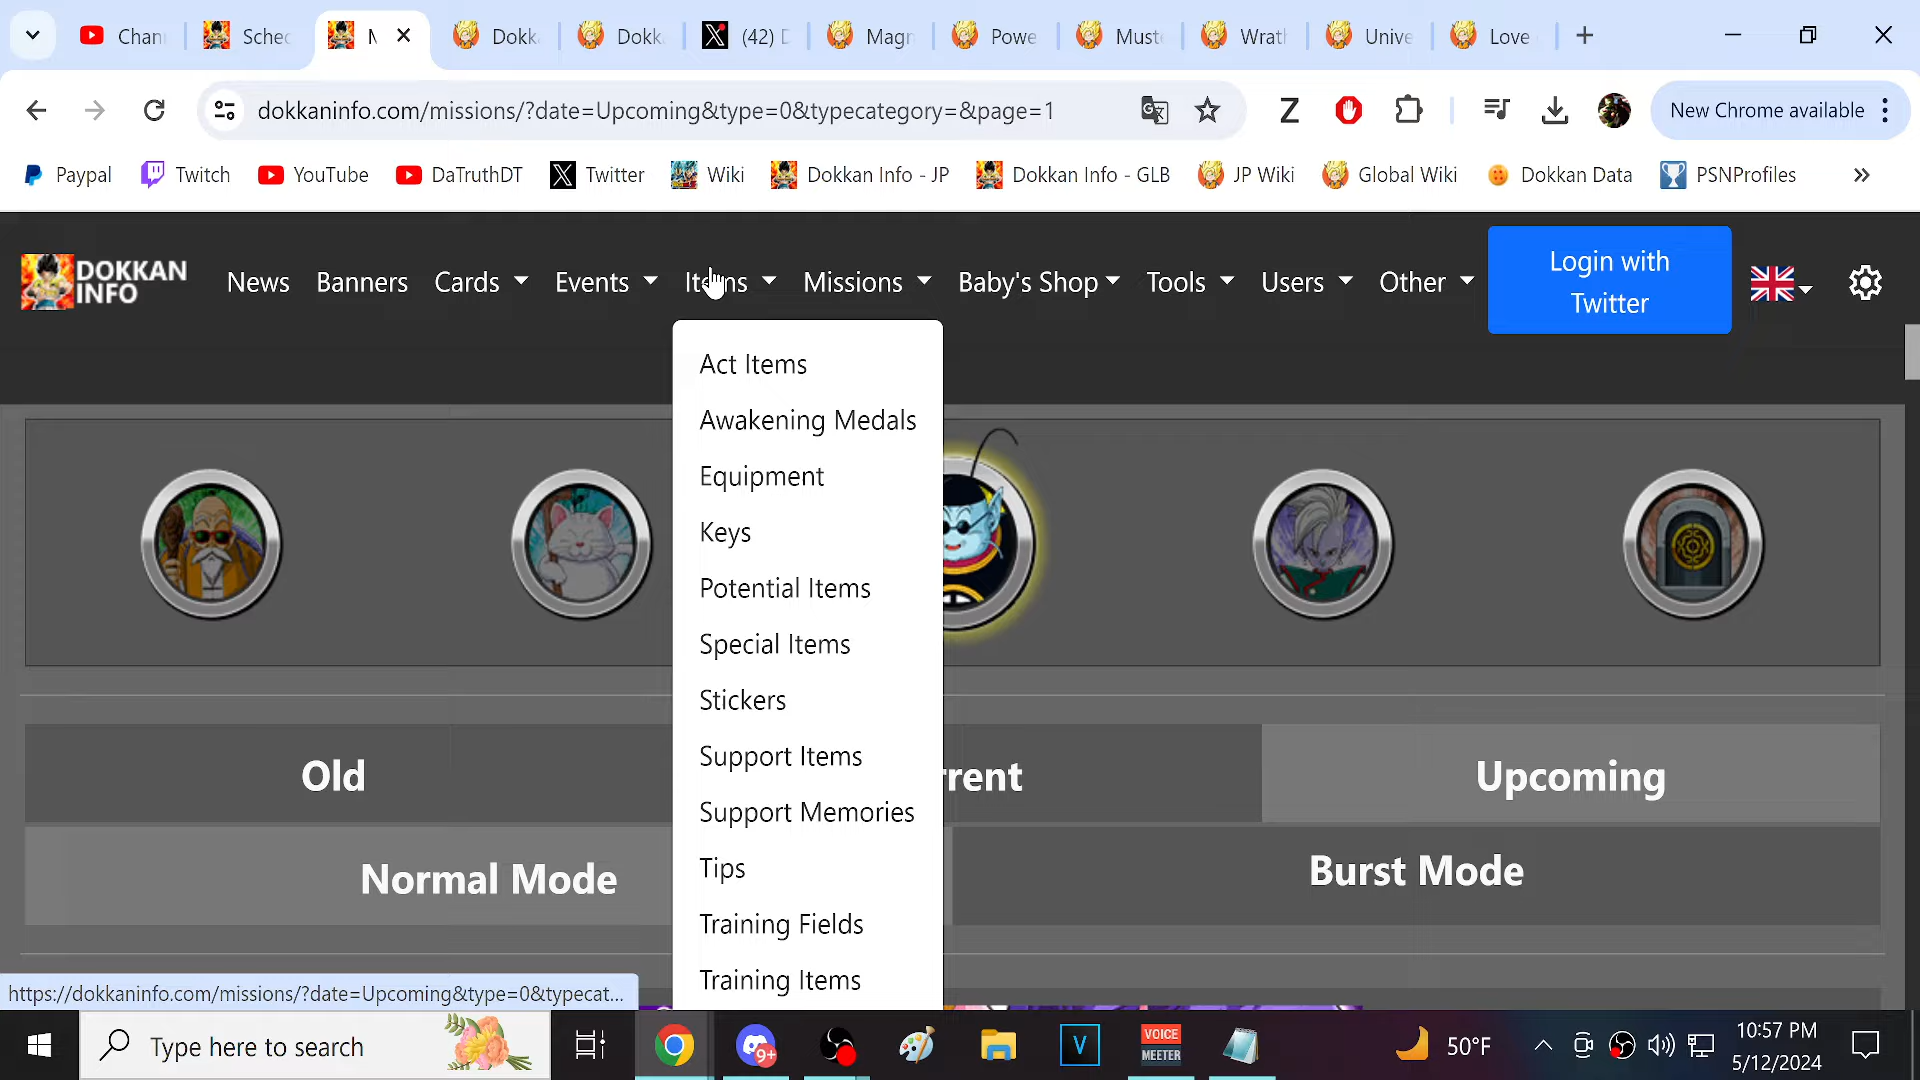 Chan
Sched
M
Dokk
Dokk
(42) D
Magn
Powe
Muste
Wrath
Unive
Love
dokkaninfo.com/missions/?date=Upcoming&type=0&typecategory=&page=1
Z
New Chrome available
Paypal
Twitch
YouTube
DaTruthDT
Twitter
Wiki
Dokkan Info - JP
Dokkan Info - GLB
JP Wiki
Global Wiki
Dokkan Data
PSNProfiles
»
DOKKAN
INFO
News
Banners
Cards
Events
Items
Missions
Baby's Shop
Tools
Users
Other
Login with
Twitter
Act Items
Awakening Medals
Equipment
Keys
Potential Items
Special Items
Stickers
Support Items
Support Memories
Tips
Training Fields
Training Items
Old
rrent
Upcoming
Normal Mode
Burst Mode
https://dokkaninfo.com/missions/?date=Upcoming&type=0&typecat...
Type here to search
9+
V
VOICE
MEETER
50°F
10:57 PM
5/12/2024